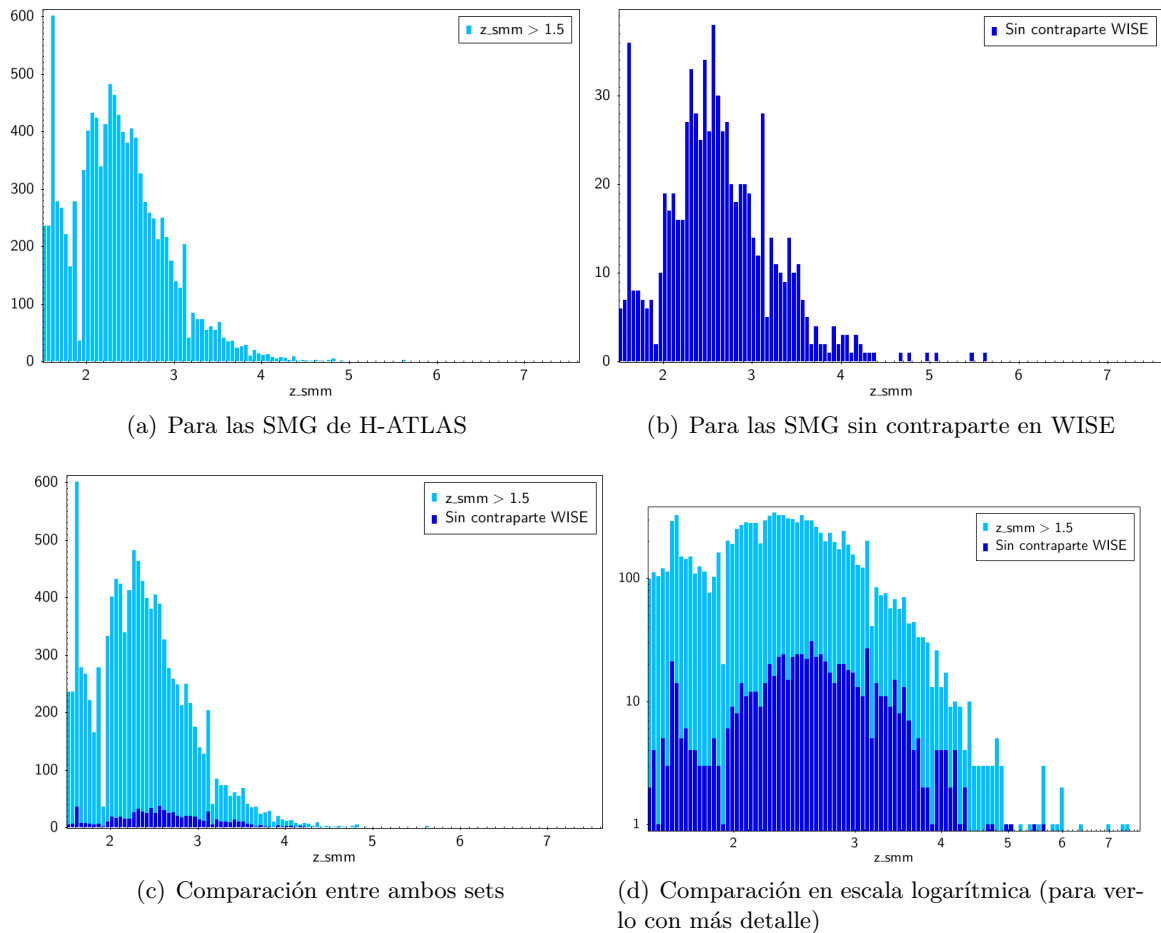 600
500
400
300
200
100
0
z_smm > 1.5
2 3 4 5 6 7
z_smm
(a) Para las SMG de H-ATLAS
30
20
10
0
Sin contraparte WISE
2 3 4 5 6 7
z_smm
(b) Para las SMG sin contraparte en WISE
600
500
400
300
200
100
0
z_smm > 1.5
Sin contraparte WISE
2 3 4 5 6 7
z_smm
(c) Comparación entre ambos sets
100
10
1
z_smm > 1.5
Sin contraparte WISE
2 3 4 5 6 7
z_smm
(d) Comparación en escala logarítmica (para ver-
lo con más detalle)